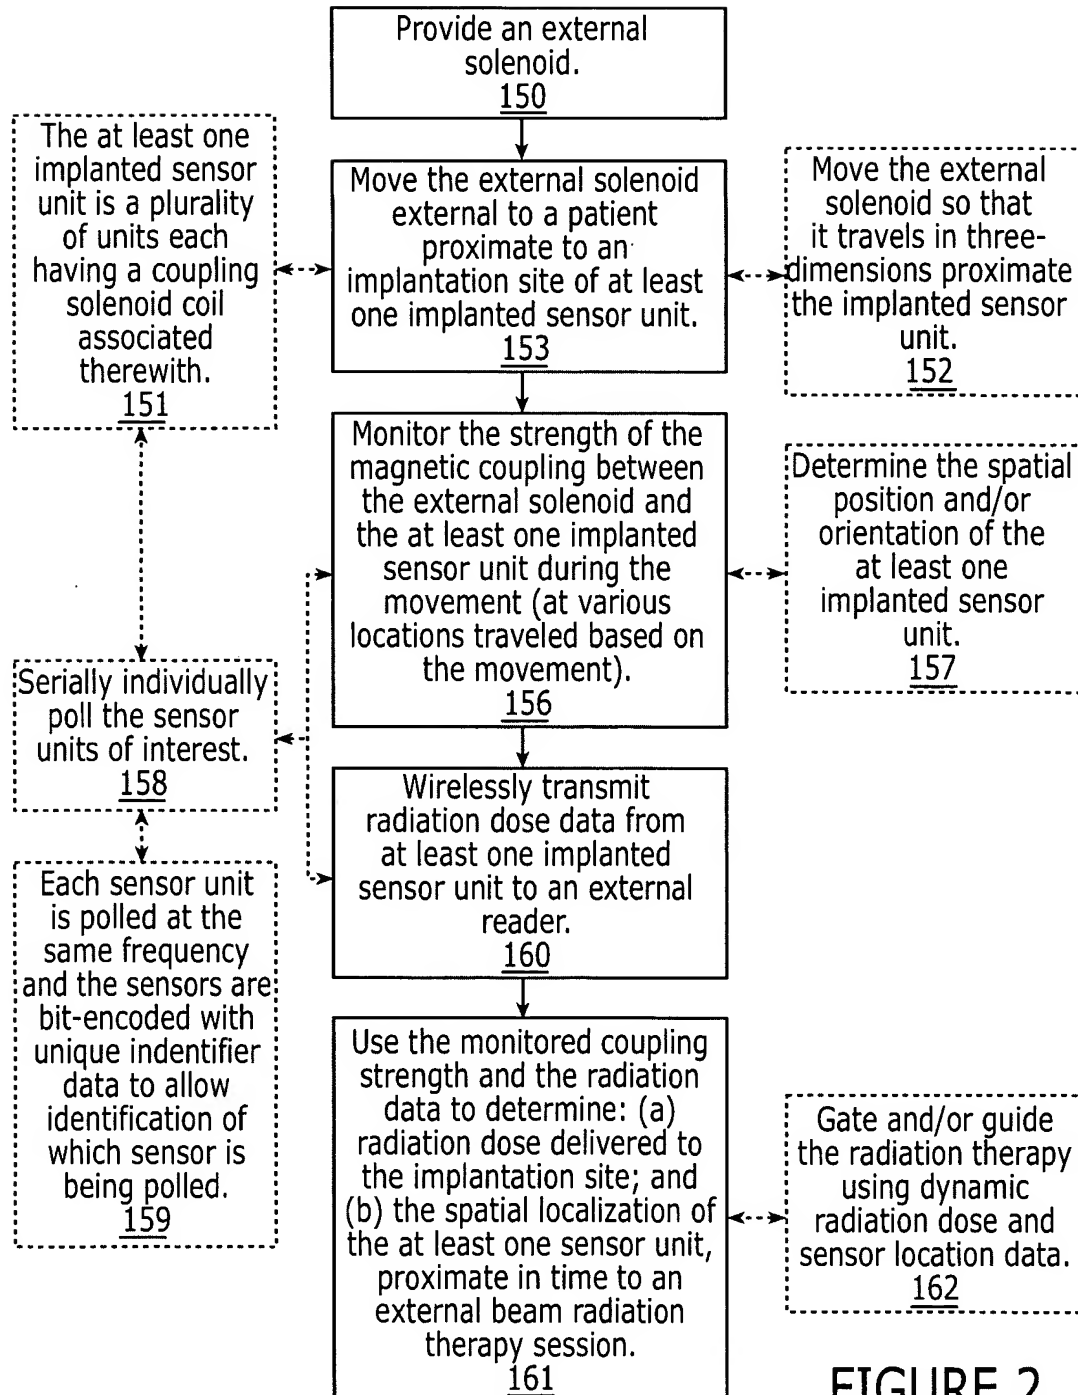 Provide an external
solenoid.
150
The at least one
implanted sensor
unit is a plurality
of units each
having a coupling
solenoid coil
associated
therewith.
151
Move the external solenoid
external to a patient
proximate to an
implantation site of at least
one implanted sensor unit.
153
Move the external
solenoid so that
it travels in three-
dimensions proximate
the implanted sensor
unit.
152
Monitor the strength of the
magnetic coupling between
the external solenoid and
the at least one implanted
sensor unit during the
movement (at various
locations traveled based on
the movement).
156
Determine the spatial
position and/or
orientation of the
at least one
implanted sensor
unit.
157
Serially individually
poll the sensor
units of interest.
158
Wirelessly transmit
radiation dose data from
at least one implanted
sensor unit to an external
reader.
160
Each sensor unit
is polled at the
same frequency
and the sensors are
bit-encoded with
unique indentifier
data to allow
identification of
which sensor is
being polled.
159
Use the monitored coupling
strength and the radiation
data to determine: (a)
radiation dose delivered to
the implantation site; and
(b) the spatial localization of
the at least one sensor unit,
proximate in time to an
external beam radiation
therapy session.
161
Gate and/or guide
the radiation therapy
using dynamic
radiation dose and
sensor location data.
162
FIGURE 2